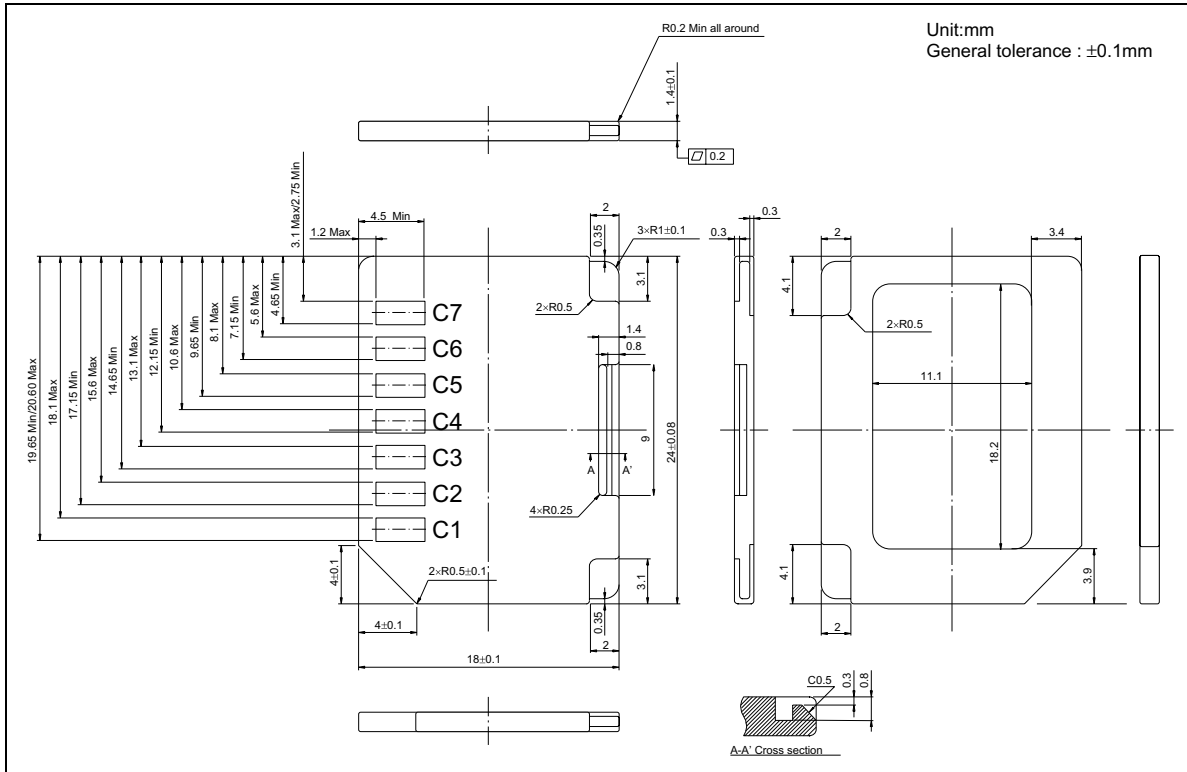 Unit:mm
General tolerance : ±0.1mm
R0.2 Min all around
1.4±0.1
0.2
3.1 Max/2.75 Min
4.5 Min
1.2 Max
2
0.35
3×R1±0.1
3.1
2×R0.5
0.3
0.3
2
3.4
4.1
2×R0.5
19.65 Min/20.60 Max
18.1 Max
17.15 Min
15.6 Max
14.65 Min
13.1 Max
12.15 Min
10.6 Max
9.65 Min
8.1 Max
7.15 Min
5.6 Max
4.65 Min
C7
C6
C5
C4
C3
C2
C1
1.4
0.8
9
24±0.08
A
A'
4×R0.25
11.1
18.2
4±0.1
2×R0.5±0.1
4±0.1
18±0.1
3.1
0.35
2
4.1
2
3.9
C0.5
0.3
0.8
A-A' Cross section